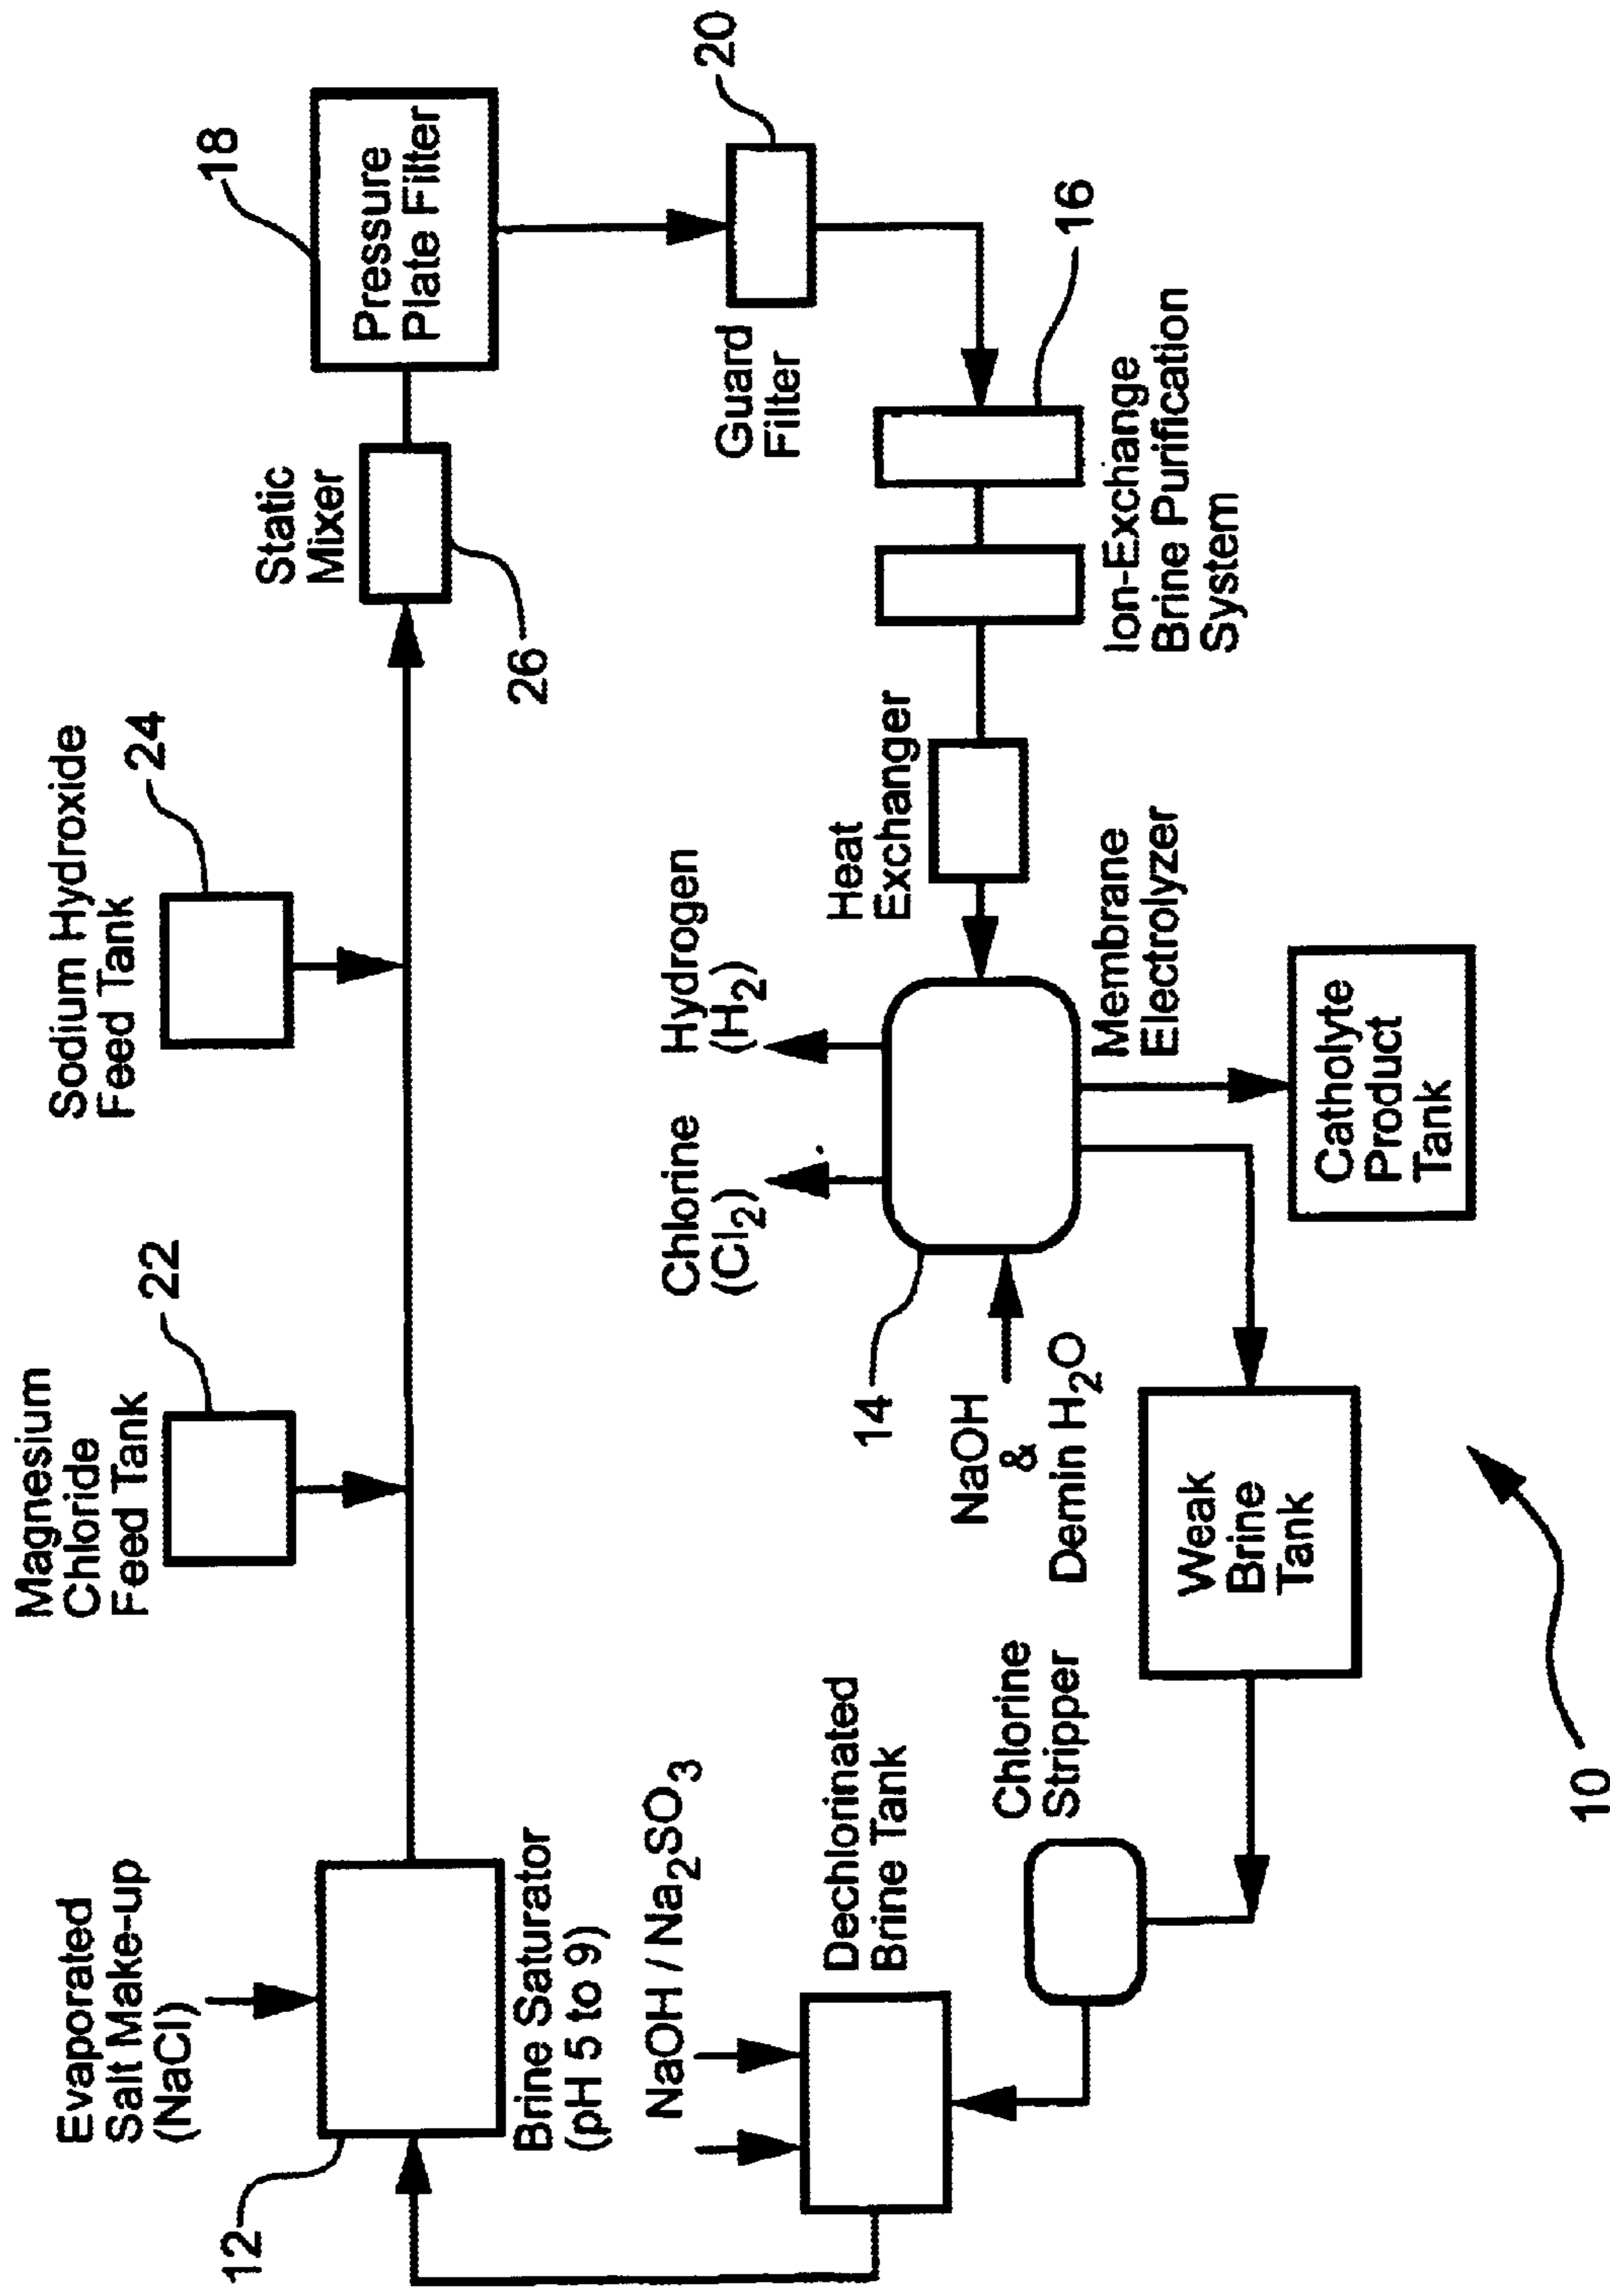 Evaporated
Salt Make-up
(NaCl)
12
Brine Saturator
(pH 5 to 9)
Magnesium
Chloride
Feed Tank
22
Sodium Hydroxide
Feed Tank
24
Static
Mixer
26
18
Pressure
Plate Filter
20
Guard
Filter
16
Ion-Exchange
Brine Purification
System
Heat
Exchanger
Hydrogen
(H2)
Chlorine
(Cl2)
Membrane
Electrolyzer
14
NaOH
&
Demin H2O
Catholyte
Product
Tank
Weak
Brine
Tank
Chlorine
Stripper
Dechlorinated
Brine Tank
NaOH / Na2SO3
10